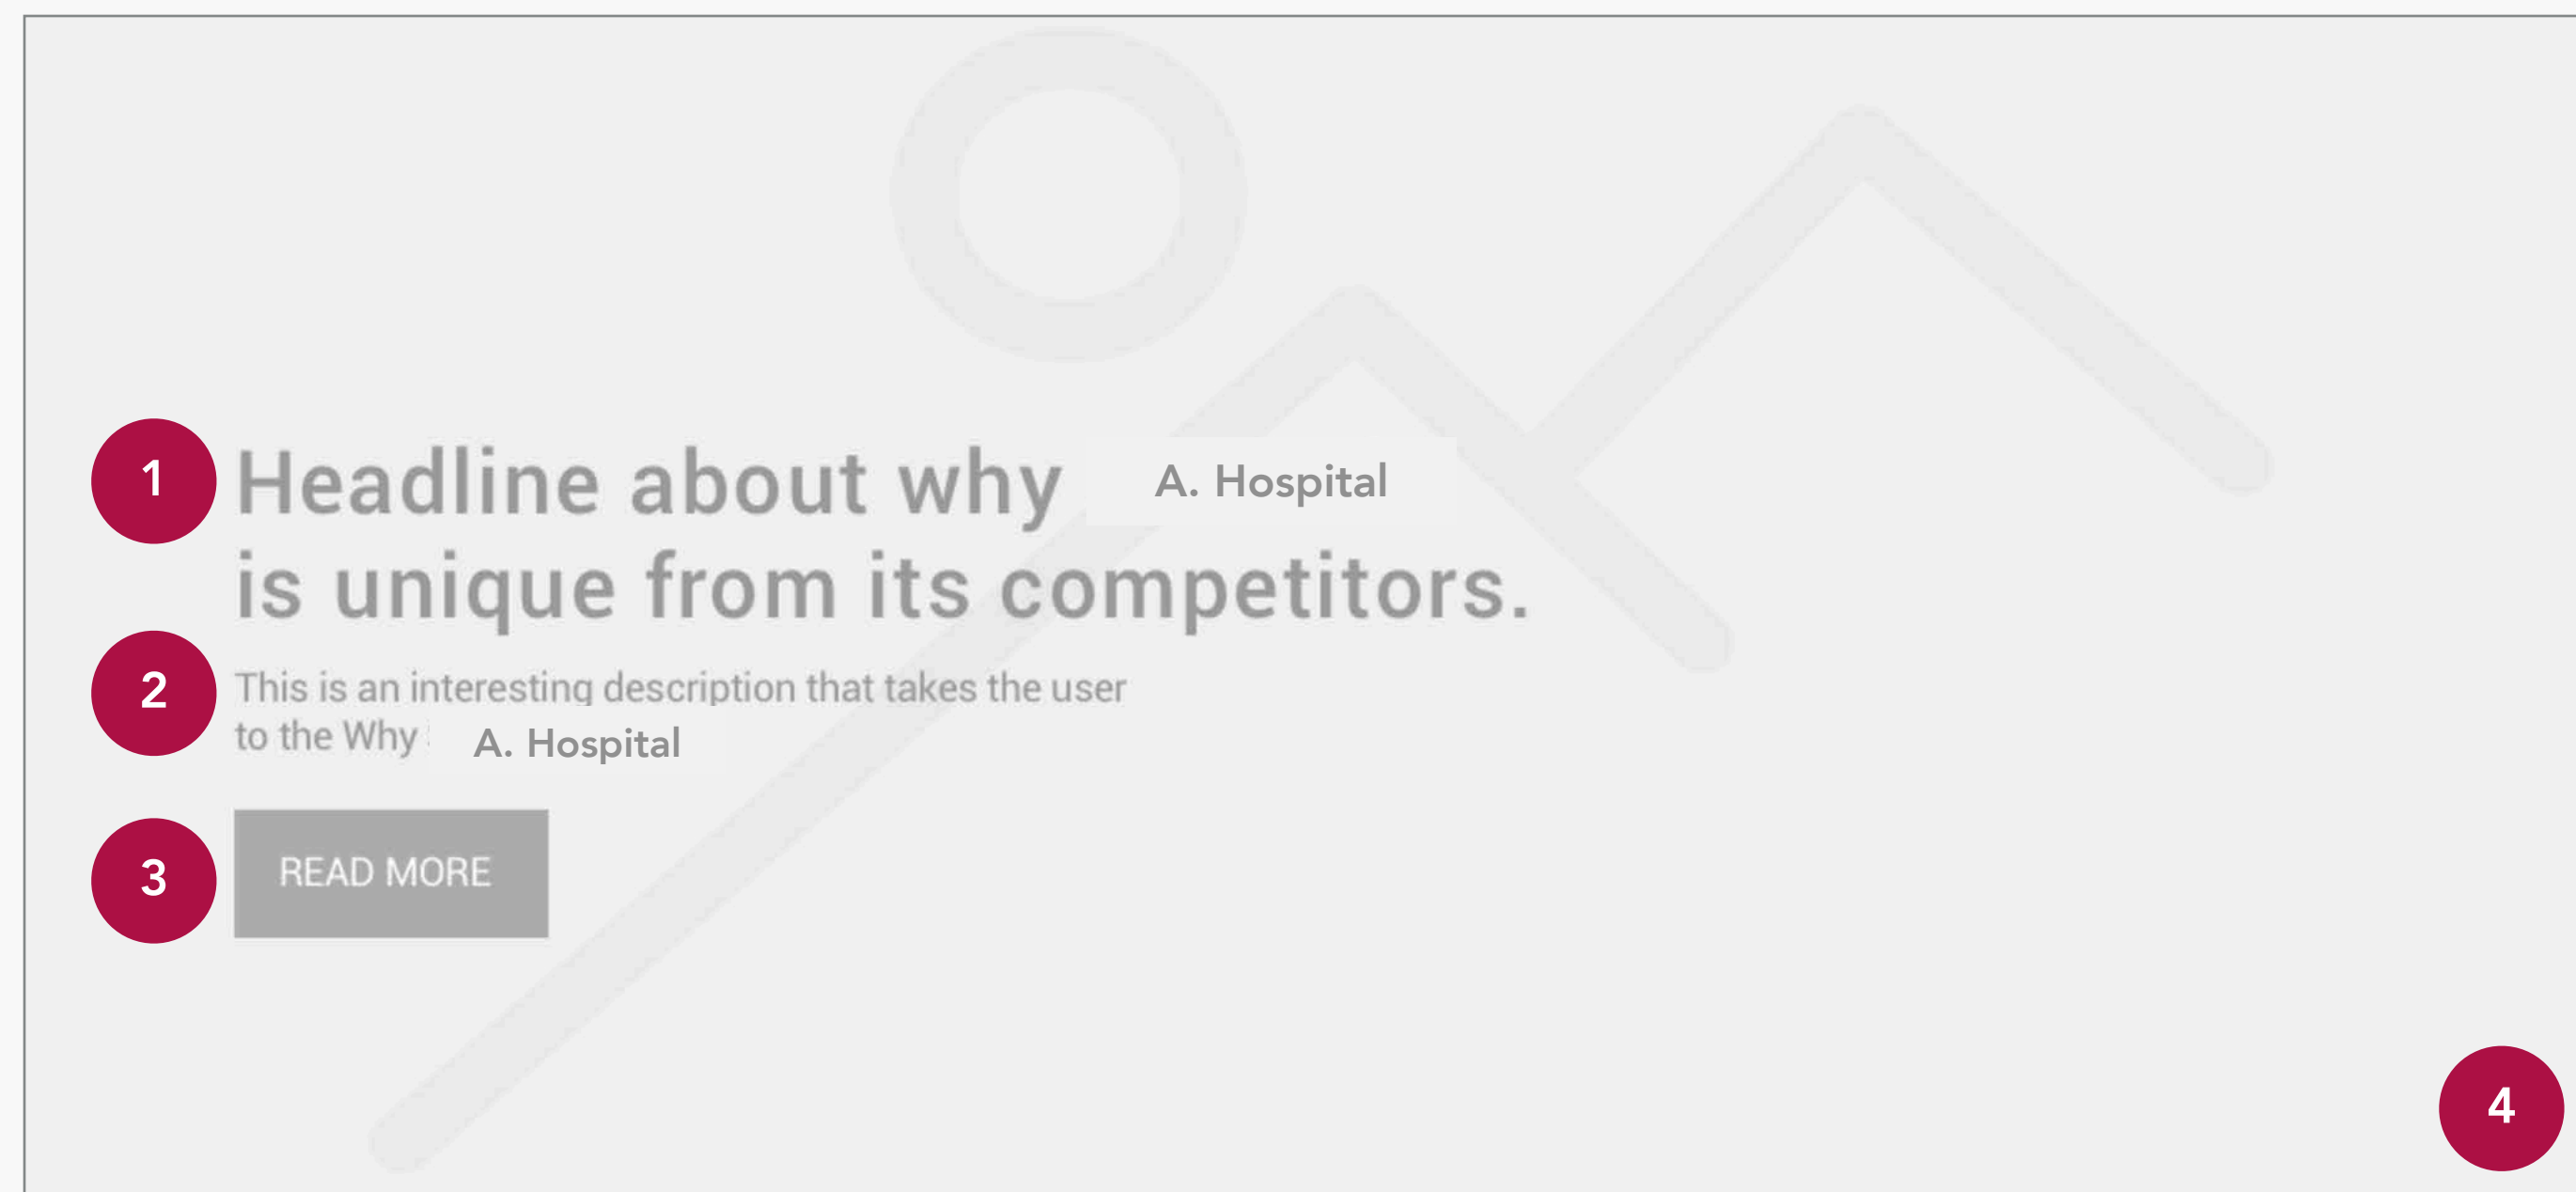 1 Headline about why A. Hospital
is unique from its competitors.
2 This is an interesting description that takes the user
to the Why A. Hospital
3 READ MORE
4